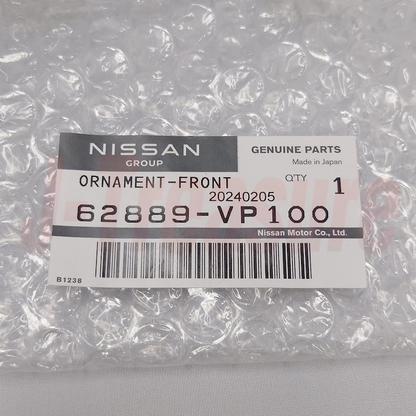 NISSAN
GROUP
GENUINE PARTS
Made in Japan
ORNAMENT-FRONT
Q'TY 1
20240205
62889-VP100
Nissan Motor Co., Ltd.
B1238